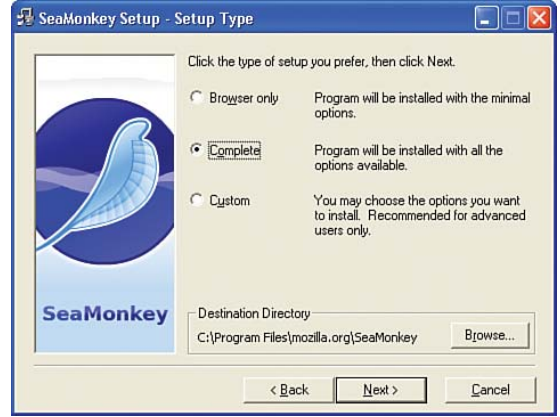 SeaMonkey Setup - Setup Type
Click the type of setup you prefer, then click Next.
Browser only
Program will be installed with the minimal
options.
Complete
Program will be installed with all the
options available.
Custom
You may choose the options you want
to install. Recommended for advanced
users only.
SeaMonkey
Destination Directory
C:\Program Files\mozilla.org\SeaMonkey
Browse...
< Back
Next >
Cancel